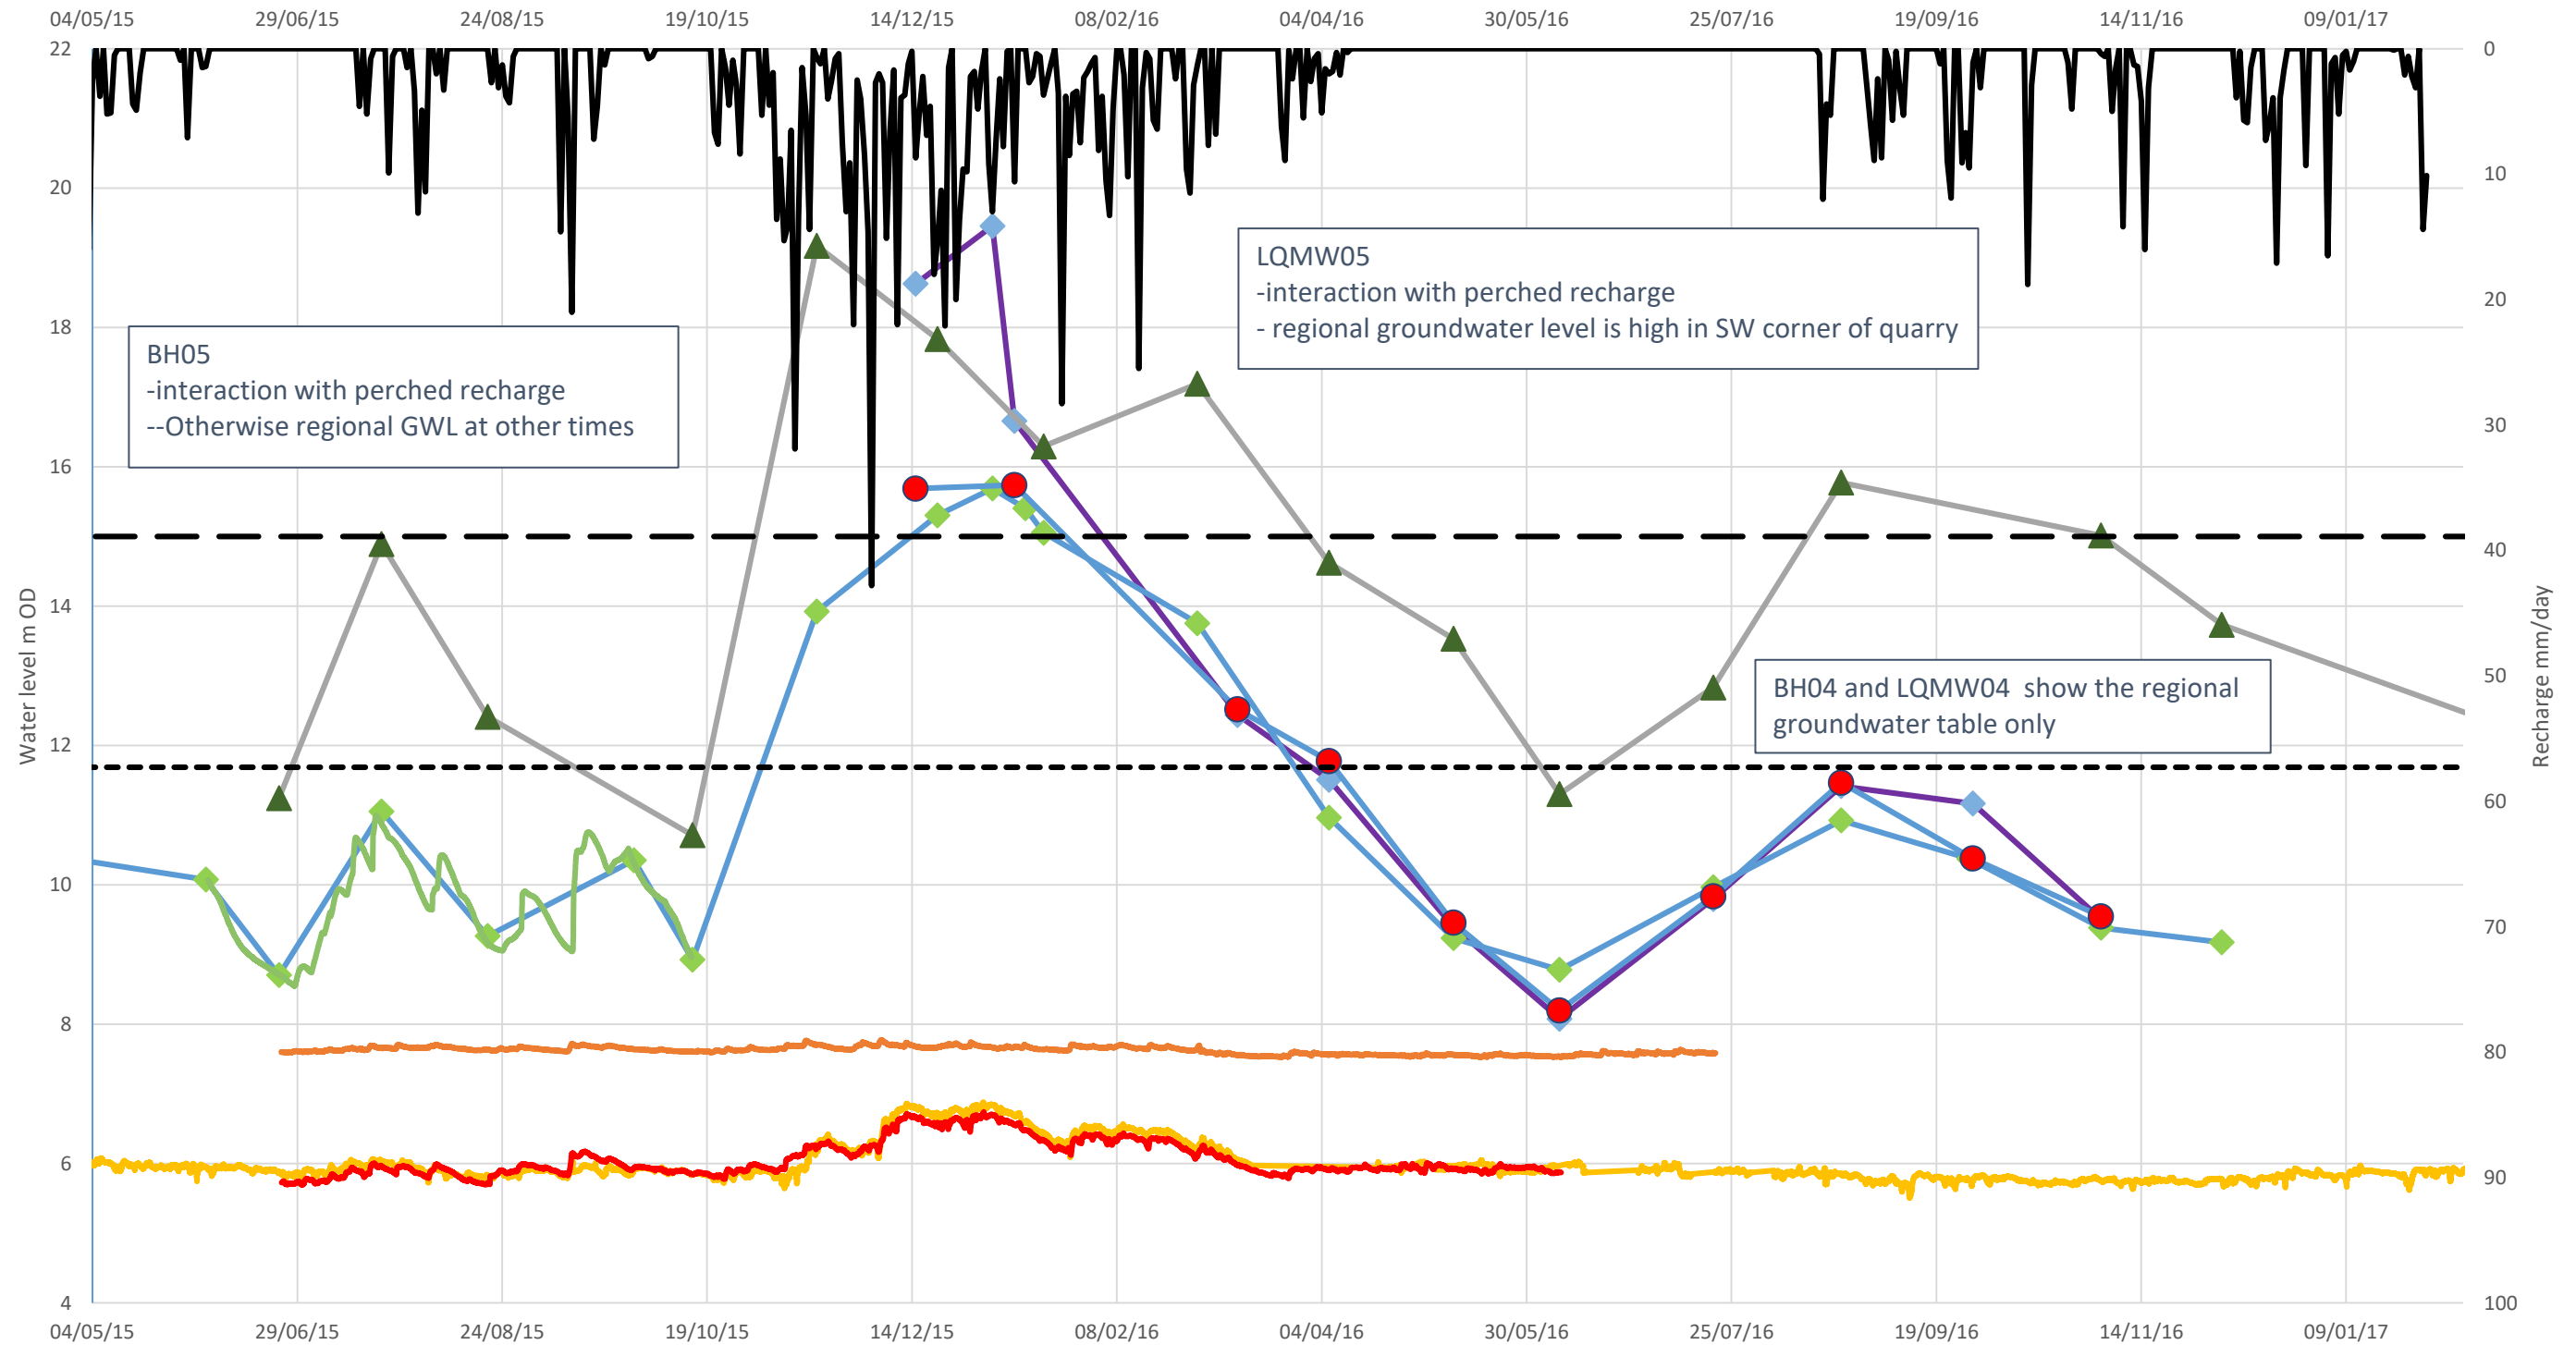 04/05/15 29/06/15 24/08/15 19/10/15 14/12/15 08/02/16 04/04/16 30/05/16 25/07/16 19/09/16 14/11/16 09/01/17
22 0
20 10
18 20
16 30
14 40
12 50
10 60
8 70
6 80
4 90
100
Water level m OD
Recharge mm/day
BH05
-interaction with perched recharge
--Otherwise regional GWL at other times
LQMW05
-interaction with perched recharge
- regional groundwater level is high in SW corner of quarry
BH04 and LQMW04  show the regional
groundwater table only
04/05/15 29/06/15 24/08/15 19/10/15 14/12/15 08/02/16 04/04/16 30/05/16 25/07/16 19/09/16 14/11/16 09/01/17